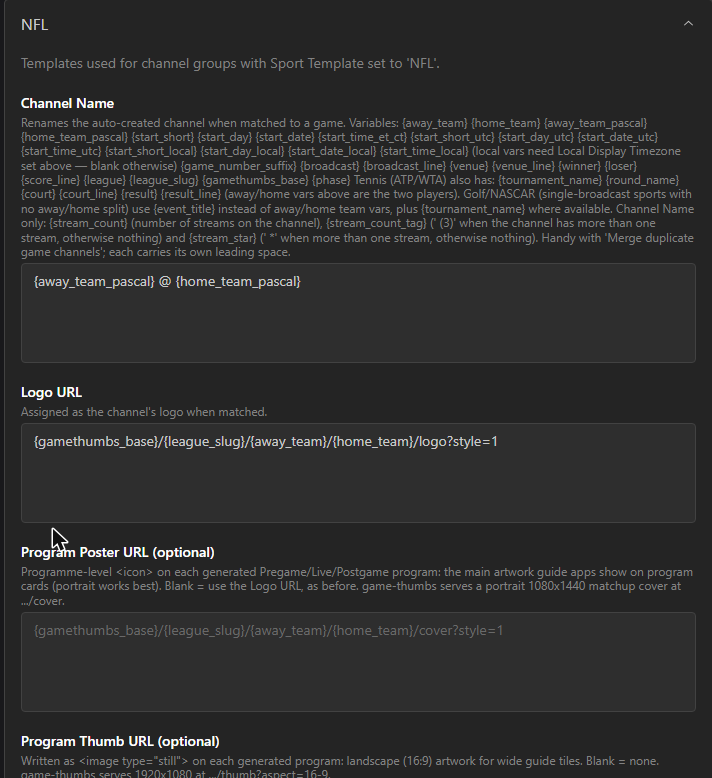 NFL
Templates used for channel groups with Sport Template set to 'NFL'.
Channel Name
Renames the auto-created channel when matched to a game. Variables: {away_team} {home_team} {away_team_pascal}
{home_team_pascal} {start_short} {start_day} {start_date} {start_time_et_ct} {start_short_utc} {start_day_utc} {start_date_utc}
{start_time_utc} {start_short_local} {start_day_local} {start_date_local} {start_time_local} (local vars need Local Display Timezone
set above — blank otherwise) {game_number_suffix} {broadcast} {broadcast_line} {venue} {venue_line} {winner} {loser}
{score_line} {league} {league_slug} {gamethumbs_base} {phase} Tennis (ATP/WTA) also has: {tournament_name} {round_name}
{court} {court_line} {result} {result_line} (away/home vars above are the two players). Golf/NASCAR (single-broadcast sports with
no away/home split) use {event_title} instead of away/home team vars, plus {tournament_name} where available. Channel Name
only: {stream_count} (number of streams on the channel), {stream_count_tag} (' (3)' when the channel has more than one
stream, otherwise nothing) and {stream_star} (' *' when more than one stream, otherwise nothing). Handy with 'Merge duplicate
game channels'; each carries its own leading space.
{away_team_pascal} @ {home_team_pascal}
Logo URL
Assigned as the channel's logo when matched.
{gamethumbs_base}/{league_slug}/{away_team}/{home_team}/logo?style=1
Program Poster URL (optional)
Programme-level <icon> on each generated Pregame/Live/Postgame program: the main artwork guide apps show on program
cards (portrait works best). Blank = use the Logo URL, as before. game-thumbs serves a portrait 1080x1440 matchup cover at
.../cover.
{gamethumbs_base}/{league_slug}/{away_team}/{home_team}/cover?style=1
Program Thumb URL (optional)
Written as <image type="still"> on each generated program: landscape (16:9) artwork for wide guide tiles. Blank = none.
game-thumbs serves 1920x1080 at .../thumb?aspect=16-9.